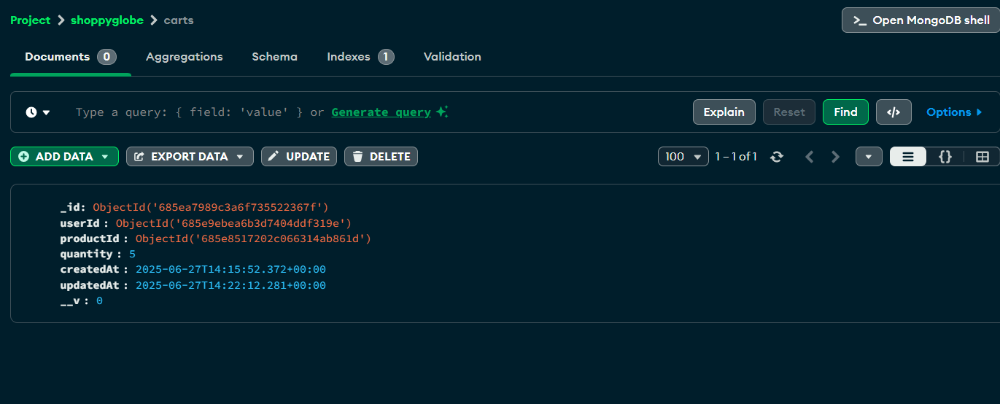 Project > shoppyglobe > carts
>_ Open MongoDB shell
Documents 0 Aggregations Schema Indexes 1 Validation
Type a query: { field: 'value' } or Generate query
Explain Reset Find </> Options
ADD DATA EXPORT DATA UPDATE DELETE
100 1 – 1 of 1 {}
_id: ObjectId('685ea7989c3a6f735522367f')
userId : ObjectId('685e9ebea6b3d7404ddf319e')
productId : ObjectId('685e8517202c066314ab861d')
quantity : 5
createdAt : 2025-06-27T14:15:52.372+00:00
updatedAt : 2025-06-27T14:22:12.281+00:00
__v : 0